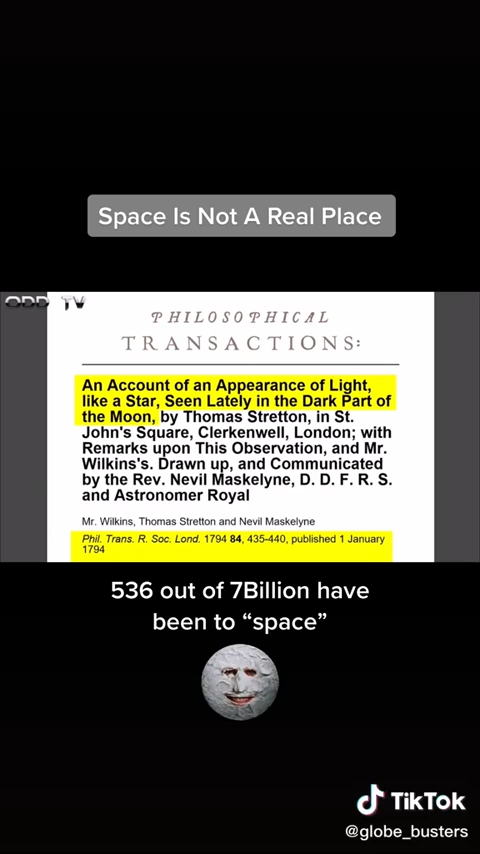 Space Is Not A Real Place
ODD TV
PHILOSOPHICAL
TRANSACTIONS:
An Account of an Appearance of Light,
like a Star, Seen Lately in the Dark Part of
the Moon, by Thomas Stretton, in St.
John's Square, Clerkenwell, London; with
Remarks upon This Observation, and Mr.
Wilkins's. Drawn up, and Communicated
by the Rev. Nevil Maskelyne, D. D. F. R. S.
and Astronomer Royal
Mr. Wilkins, Thomas Stretton and Nevil Maskelyne
Phil. Trans. R. Soc. Lond. 1794 84, 435-440, published 1 January
1794
536 out of 7Billion have
been to “space”
TikTok
@globe_busters